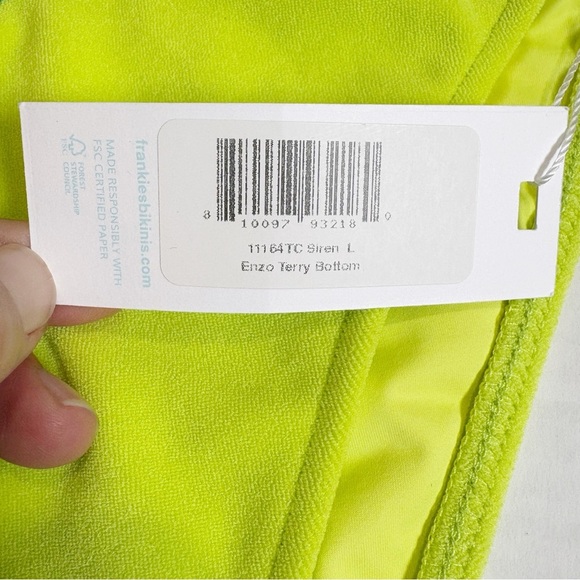 8 10097 93218 0
11164TC Siren L
Enzo Terry Bottom
frankiesbikinis.com
MADE RESPONSIBLY WITH
FSC CERTIFIED PAPER
FSC
FOREST
STEWARDSHIP
COUNCIL